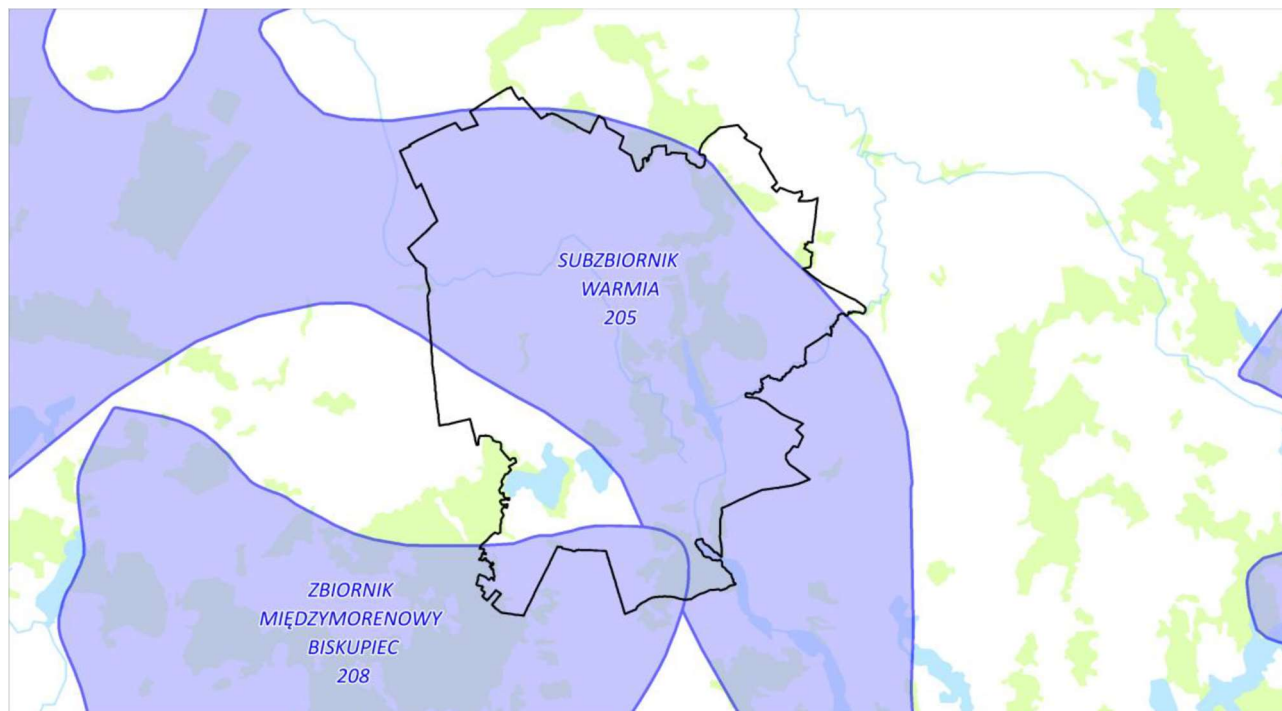 SUBZBIORNIK
WARMIA
205
ZBIORNIK
MIĘDZYMORENOWY
BISKUPIEC
208